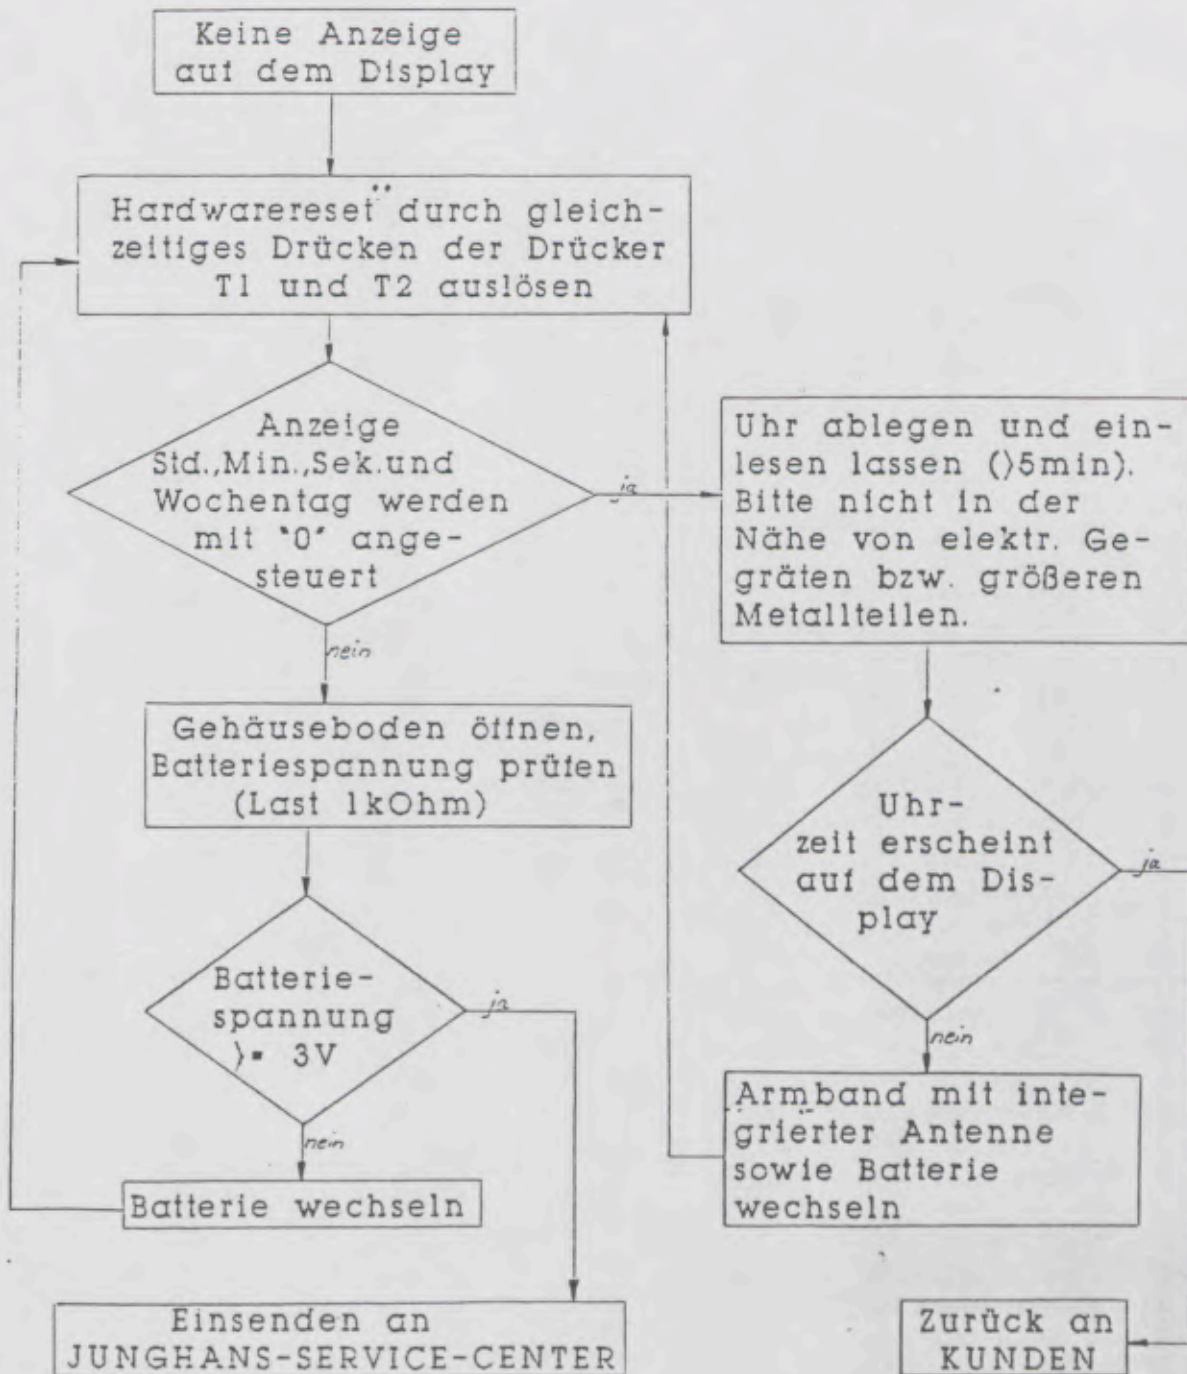 Keine Anzeige
auf dem Display
Hardwarereset durch gleich-
zeitiges Drücken der Drücker
T1 und T2 auslösen
Anzeige
Std.,Min.,Sek.und
Wochentag werden
mit "0" ange-
steuert
ja
nein
Gehäuseboden öffnen,
Batteriespannung prüfen
(Last 1kOhm)
Batterie-
spannung
>= 3V
ja
nein
Batterie wechseln
Einsenden an
JUNGHANS-SERVICE-CENTER
Uhr ablegen und ein-
lesen lassen (>5min).
Bitte nicht in der
Nähe von elektr. Ge-
gräten bzw. größeren
Metallteilen.
Uhr-
zeit erscheint
auf dem Dis-
play
ja
nein
Armband mit inte-
grierter Antenne
sowie Batterie
wechseln
Zurück an
KUNDEN